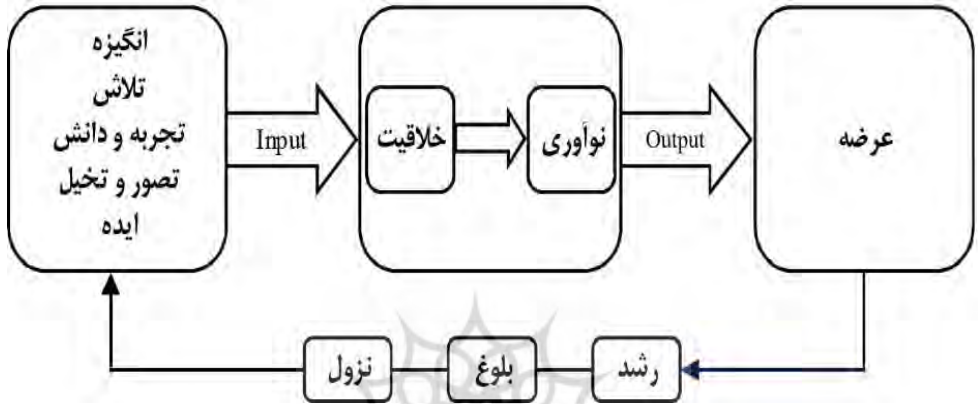 انگیزه
تلاش
تجربه و دانش
تصور و تخیل
ایده
Input
خلاقیت
نوآوری
Output
عرضه
رشد
بلوغ
نزول